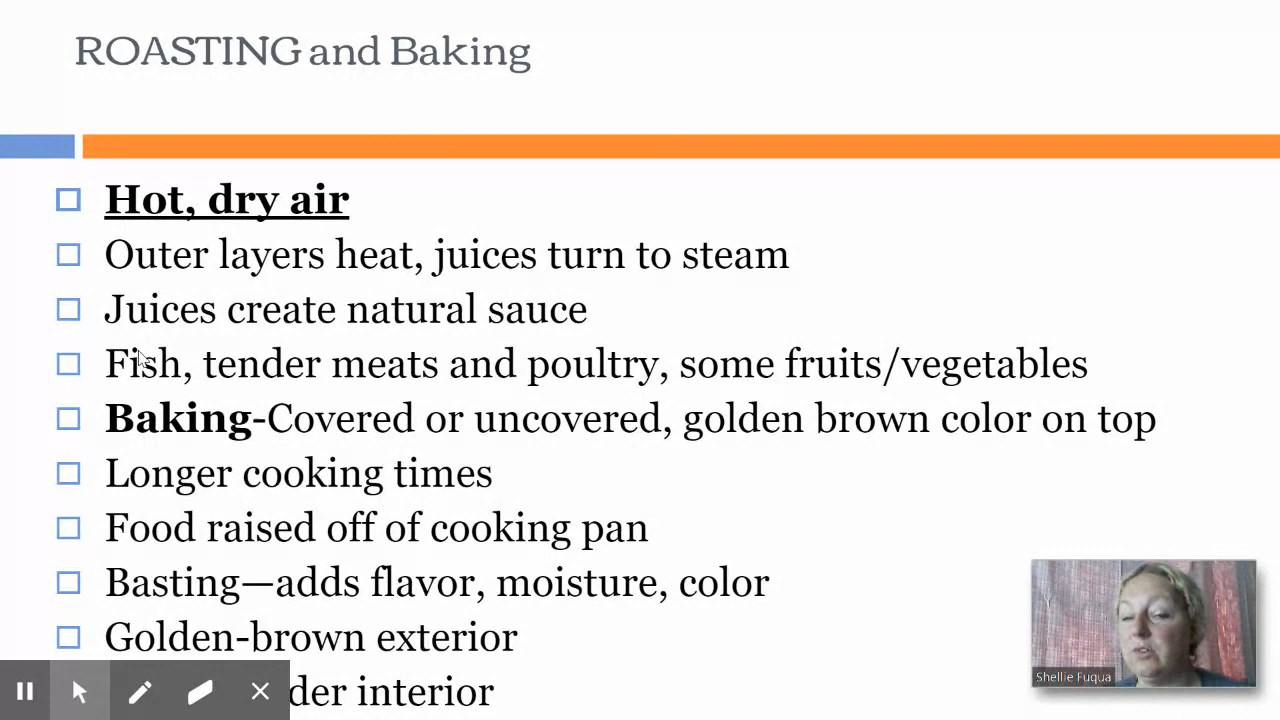 ROASTING and Baking
Hot, dry air
Outer layers heat, juices turn to steam
Juices create natural sauce
Fish, tender meats and poultry, some fruits/vegetables
Baking-Covered or uncovered, golden brown color on top
Longer cooking times
Food raised off of cooking pan
Basting—adds flavor, moisture, color
Golden-brown exterior
interior
Shellie Fuqua